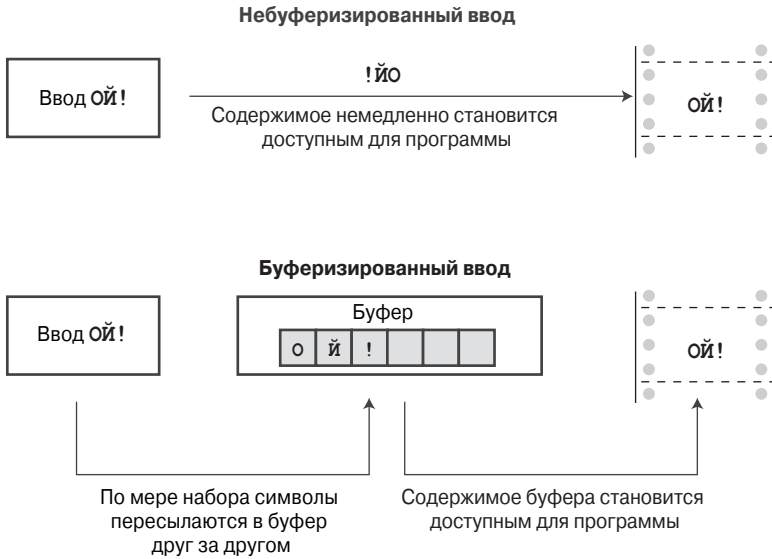 Небуферизированный ввод
Ввод ОЙ!
!ЙО
Содержимое немедленно становится
доступным для программы
ОЙ!
Буферизированный ввод
Ввод ОЙ!
Буфер
О Й !
ОЙ!
По мере набора символы
пересылаются в буфер
друг за другом
Содержимое буфера становится
доступным для программы